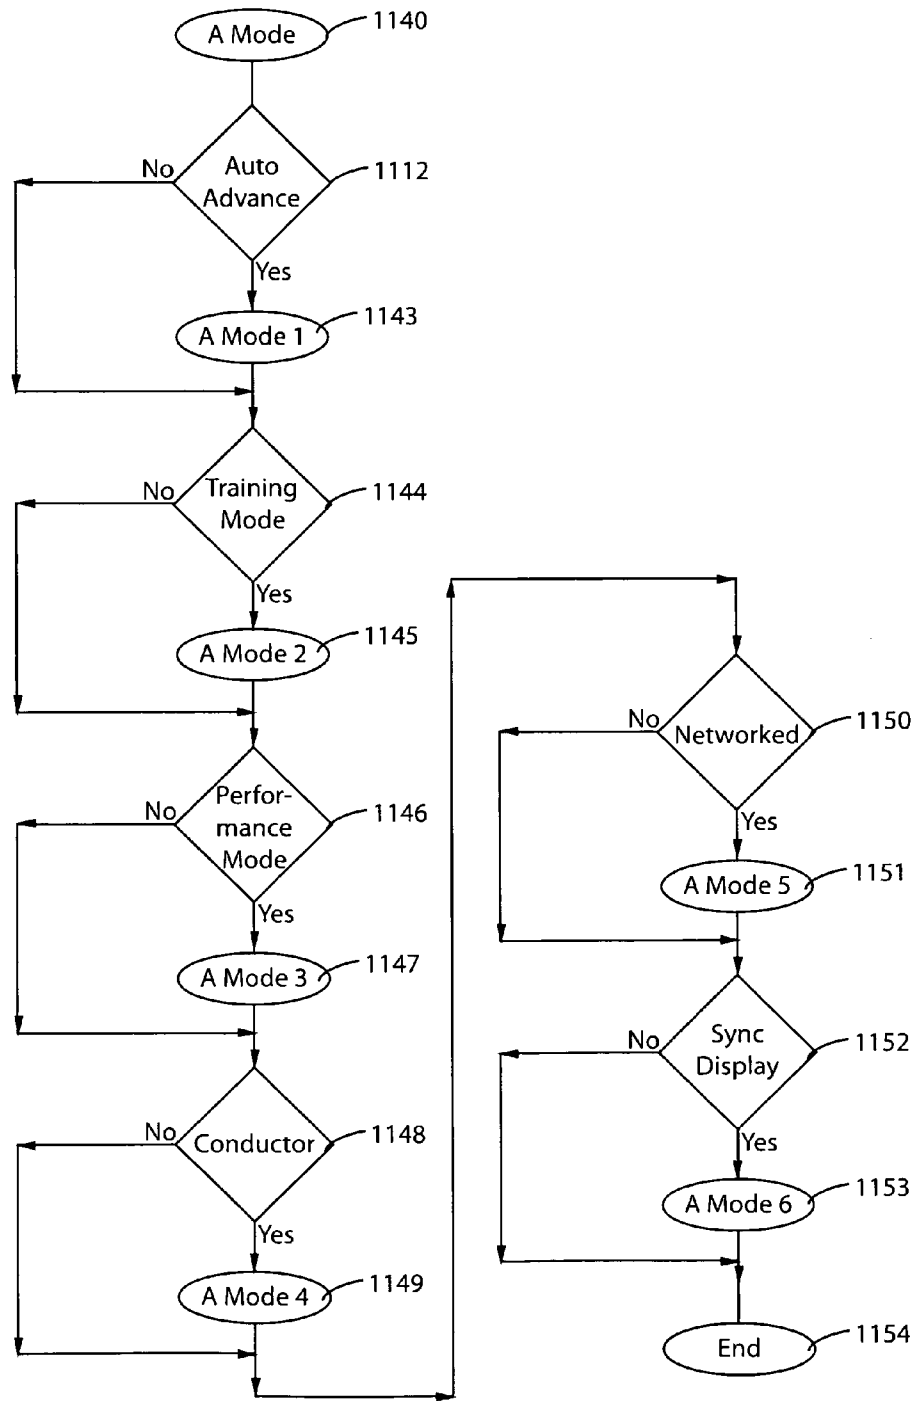 A Mode
1140
No
Auto
Advance
1112
Yes
A Mode 1
1143
No
Training
Mode
1144
Yes
A Mode 2
1145
No
Perfor-
mance
Mode
1146
Yes
A Mode 3
1147
No
Conductor
1148
Yes
A Mode 4
1149
No
Networked
1150
Yes
A Mode 5
1151
No
Sync
Display
1152
Yes
A Mode 6
1153
End
1154